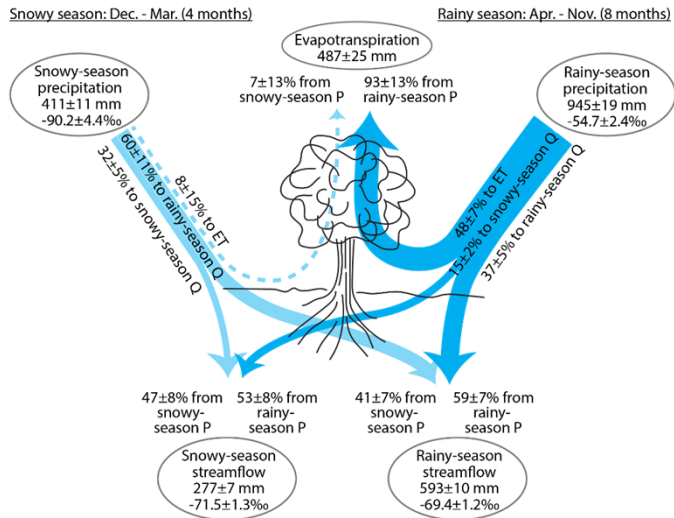 Snowy season: Dec. - Mar. (4 months)
Rainy season: Apr. - Nov. (8 months)
Evapotranspiration
487±25 mm
7±13% from
snowy-season P
93±13% from
rainy-season P
Snowy-season
precipitation
411±11 mm
-90.2±4.4‰
Rainy-season
precipitation
945±19 mm
-54.7±2.4‰
8±15% to ET
60±11% to rainy-season Q
32±5% to snowy-season Q
48±7% to ET
15±2% to snowy-season Q
37±5% to rainy-season Q
47±8% from
snowy-
season P
53±8% from
rainy-
season P
41±7% from
snowy-
season P
59±7% from
rainy-
season P
Snowy-season
streamflow
277±7 mm
-71.5±1.3‰
Rainy-season
streamflow
593±10 mm
-69.4±1.2‰